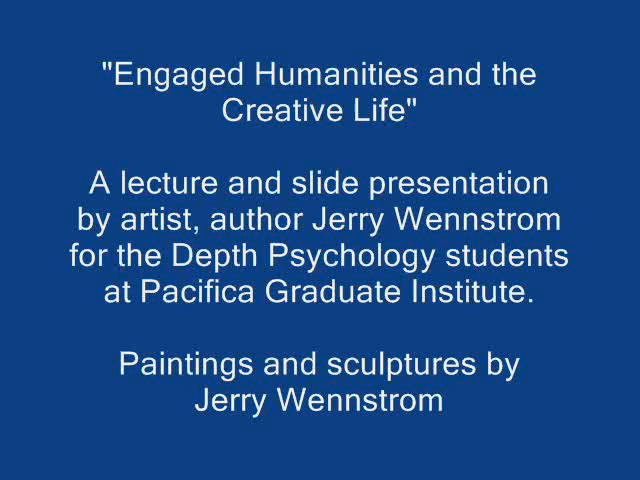 "Engaged Humanities and the
Creative Life"
A lecture and slide presentation
by artist, author Jerry Wennstrom
for the Depth Psychology students
at Pacifica Graduate Institute.
Paintings and sculptures by
Jerry Wennstrom